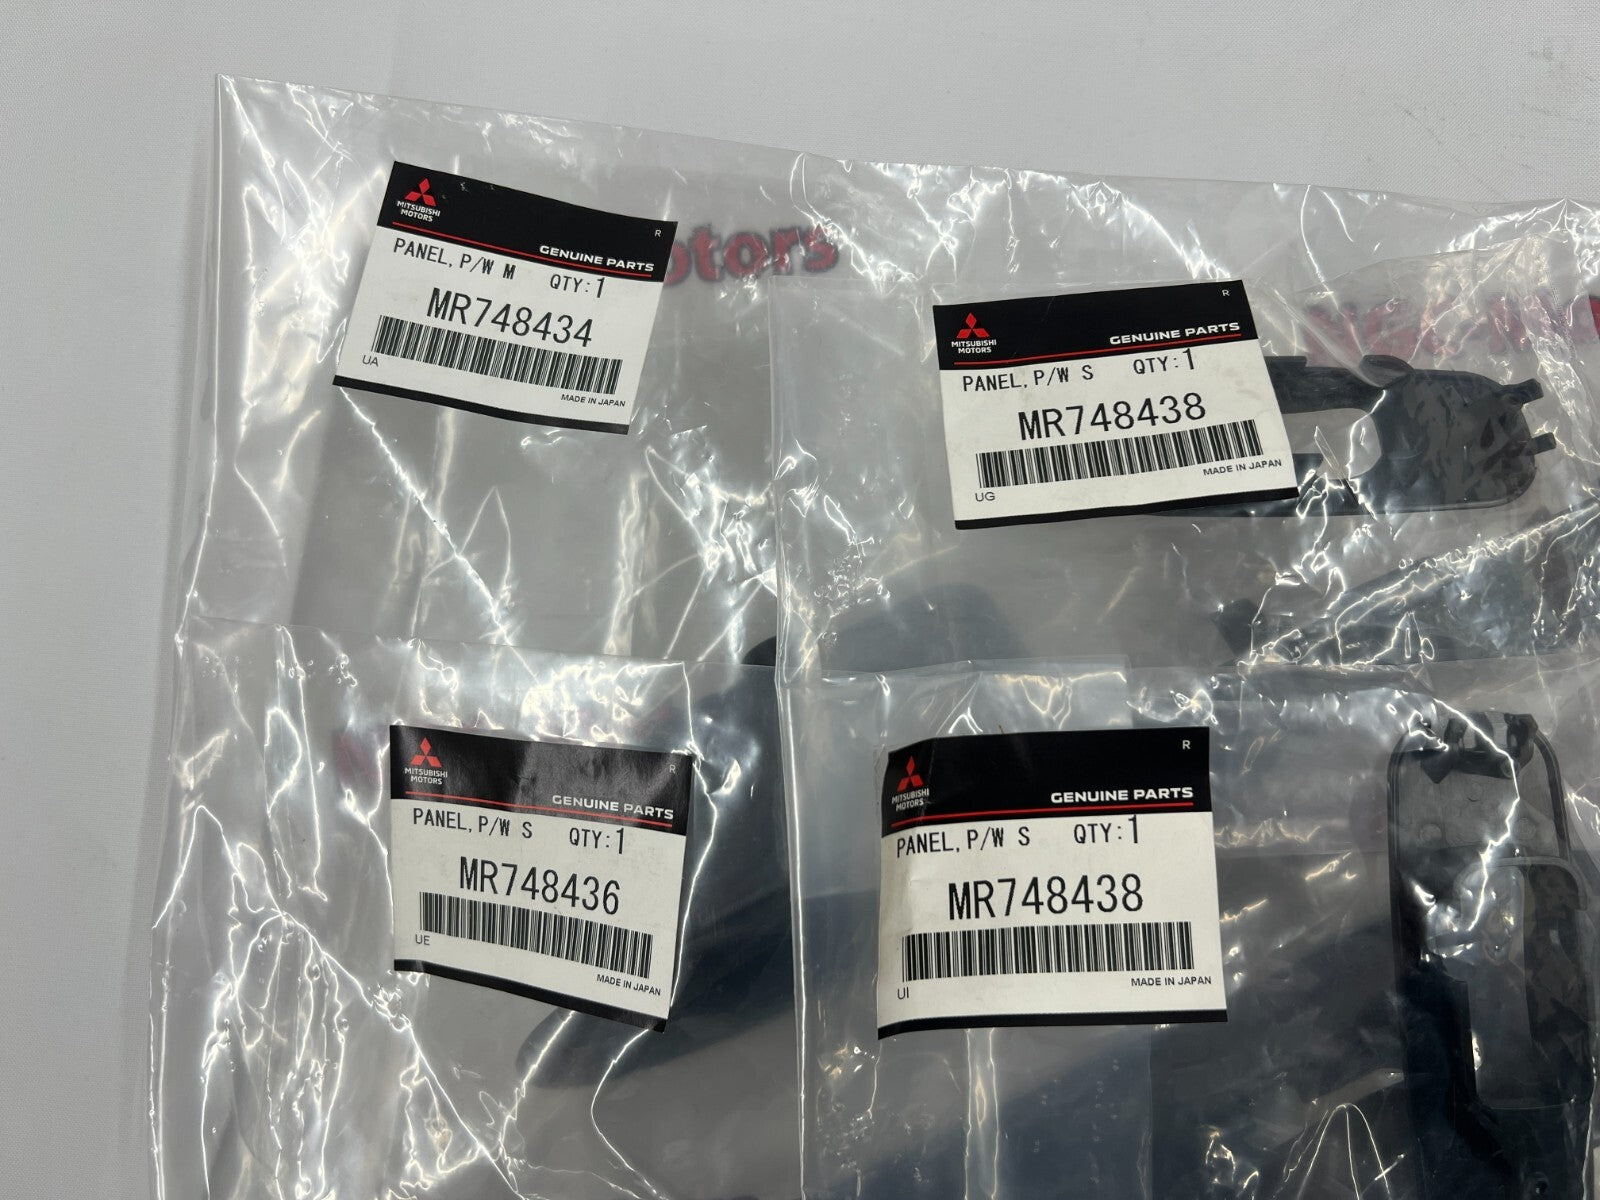 MITSUBISHI
MOTORS
R
GENUINE PARTS
PANEL, P/W M QTY:1
MR748434
UA
MADE IN JAPAN
otors
MITSUBISHI
MOTORS
R
GENUINE PARTS
PANEL, P/W S QTY:1
MR748438
UG
MADE IN JAPAN
MITSUBISHI
MOTORS
R
GENUINE PARTS
PANEL, P/W S QTY:1
MR748436
UE
MADE IN JAPAN
MITSUBISHI
MOTORS
R
GENUINE PARTS
PANEL, P/W S QTY:1
MR748438
UI
MADE IN JAPAN